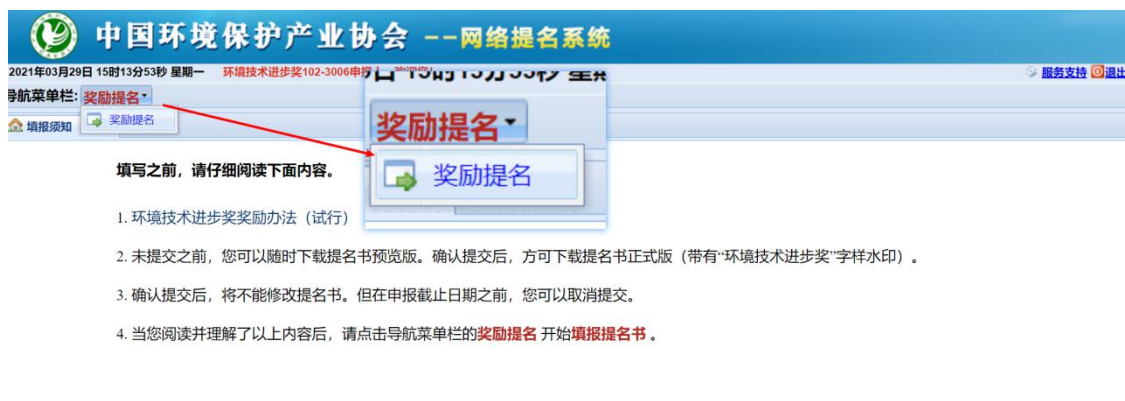 中国环境保护产业协会 --网络提名系统
2021年03月29日 15时13分53秒 星期一 环境技术进步奖102-3006申报
服务支持 退出
导航菜单栏: 奖励提名
填报须知
奖励提名
奖励提名
奖励提名
填写之前，请仔细阅读下面内容。
1. 环境技术进步奖奖励办法（试行）
2. 未提交之前，您可以随时下载提名书预览版。确认提交后，方可下载提名书正式版（带有“环境技术进步奖”字样水印）。
3. 确认提交后，将不能修改提名书。但在申报截止日期之前，您可以取消提交。
4. 当您阅读并理解了以上内容后，请点击导航菜单栏的奖励提名 开始填报提名书 。